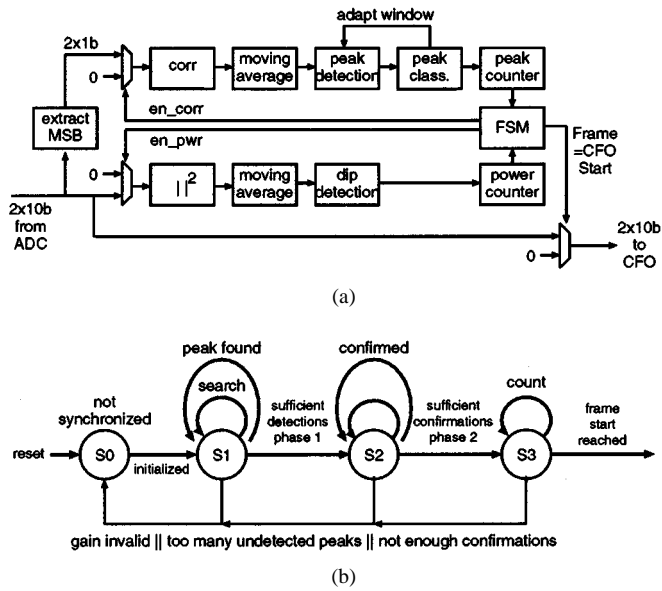 adapt window
2x1b
0
corr
moving
average
peak
detection
peak
class.
peak
counter
extract
MSB
en_corr
en_pwr
FSM
Frame
=CFO
Start
0
| |²
moving
average
dip
detection
power
counter
2x10b
from
ADC
0
2x10b
to
CFO
(a)
peak found
search
confirmed
count
not
synchronized
sufficient
detections
phase 1
sufficient
confirmations
phase 2
frame
start
reached
reset
S0
initialized
S1
S2
S3
gain invalid || too many undetected peaks || not enough confirmations
(b)